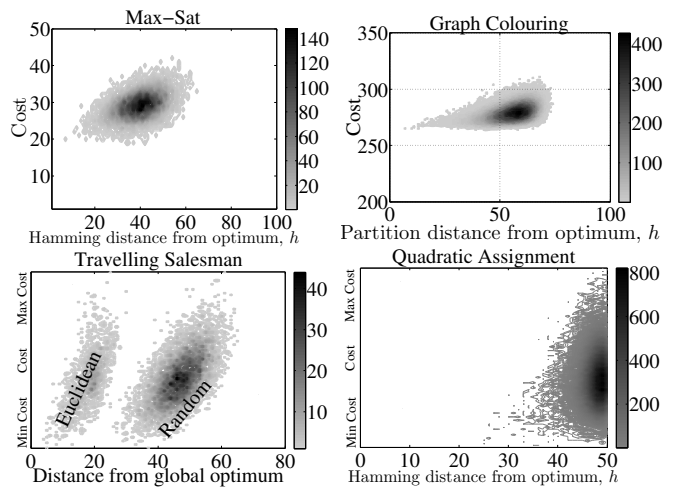 Max−Sat
50
40
30
20
10
Cost
20 40 60 80 100
Hamming distance from optimum, h
140
120
100
80
60
40
20
Graph Colouring
350
300
250
200
Cost
0 50 100
Partition distance from optimum, h
400
300
200
100
Travelling Salesman
Max Cost
Cost
Min Cost
Euclidean
Random
0 20 40 60 80
Distance from global optimum
40
30
20
10
Quadratic Assignment
Max Cost
Cost
Min Cost
0 10 20 30 40 50
Hamming distance from optimum, h
800
600
400
200